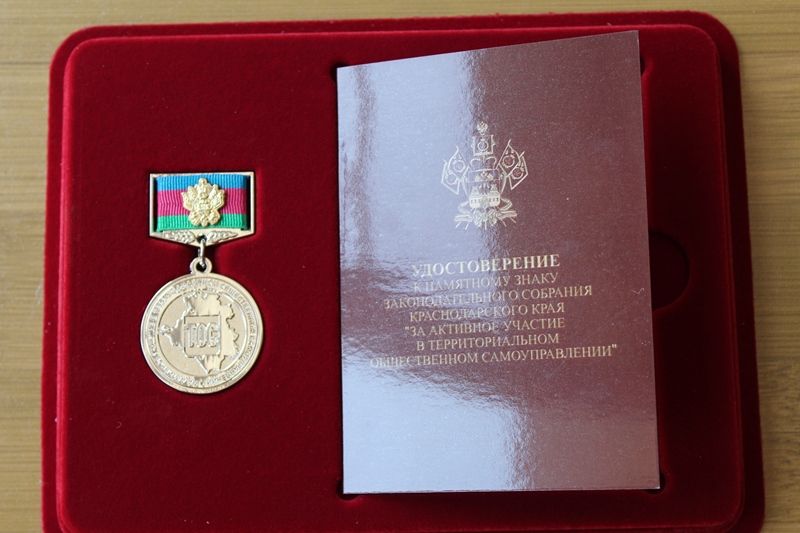 ТОС
УДОСТОВЕРЕНИЕ
К ПАМЯТНОМУ ЗНАКУ
ЗАКОНОДАТЕЛЬНОГО СОБРАНИЯ
КРАСНОДАРСКОГО КРАЯ
"ЗА АКТИВНОЕ УЧАСТИЕ
В ТЕРРИТОРИАЛЬНОМ
ОБЩЕСТВЕННОМ САМОУПРАВЛЕНИИ"